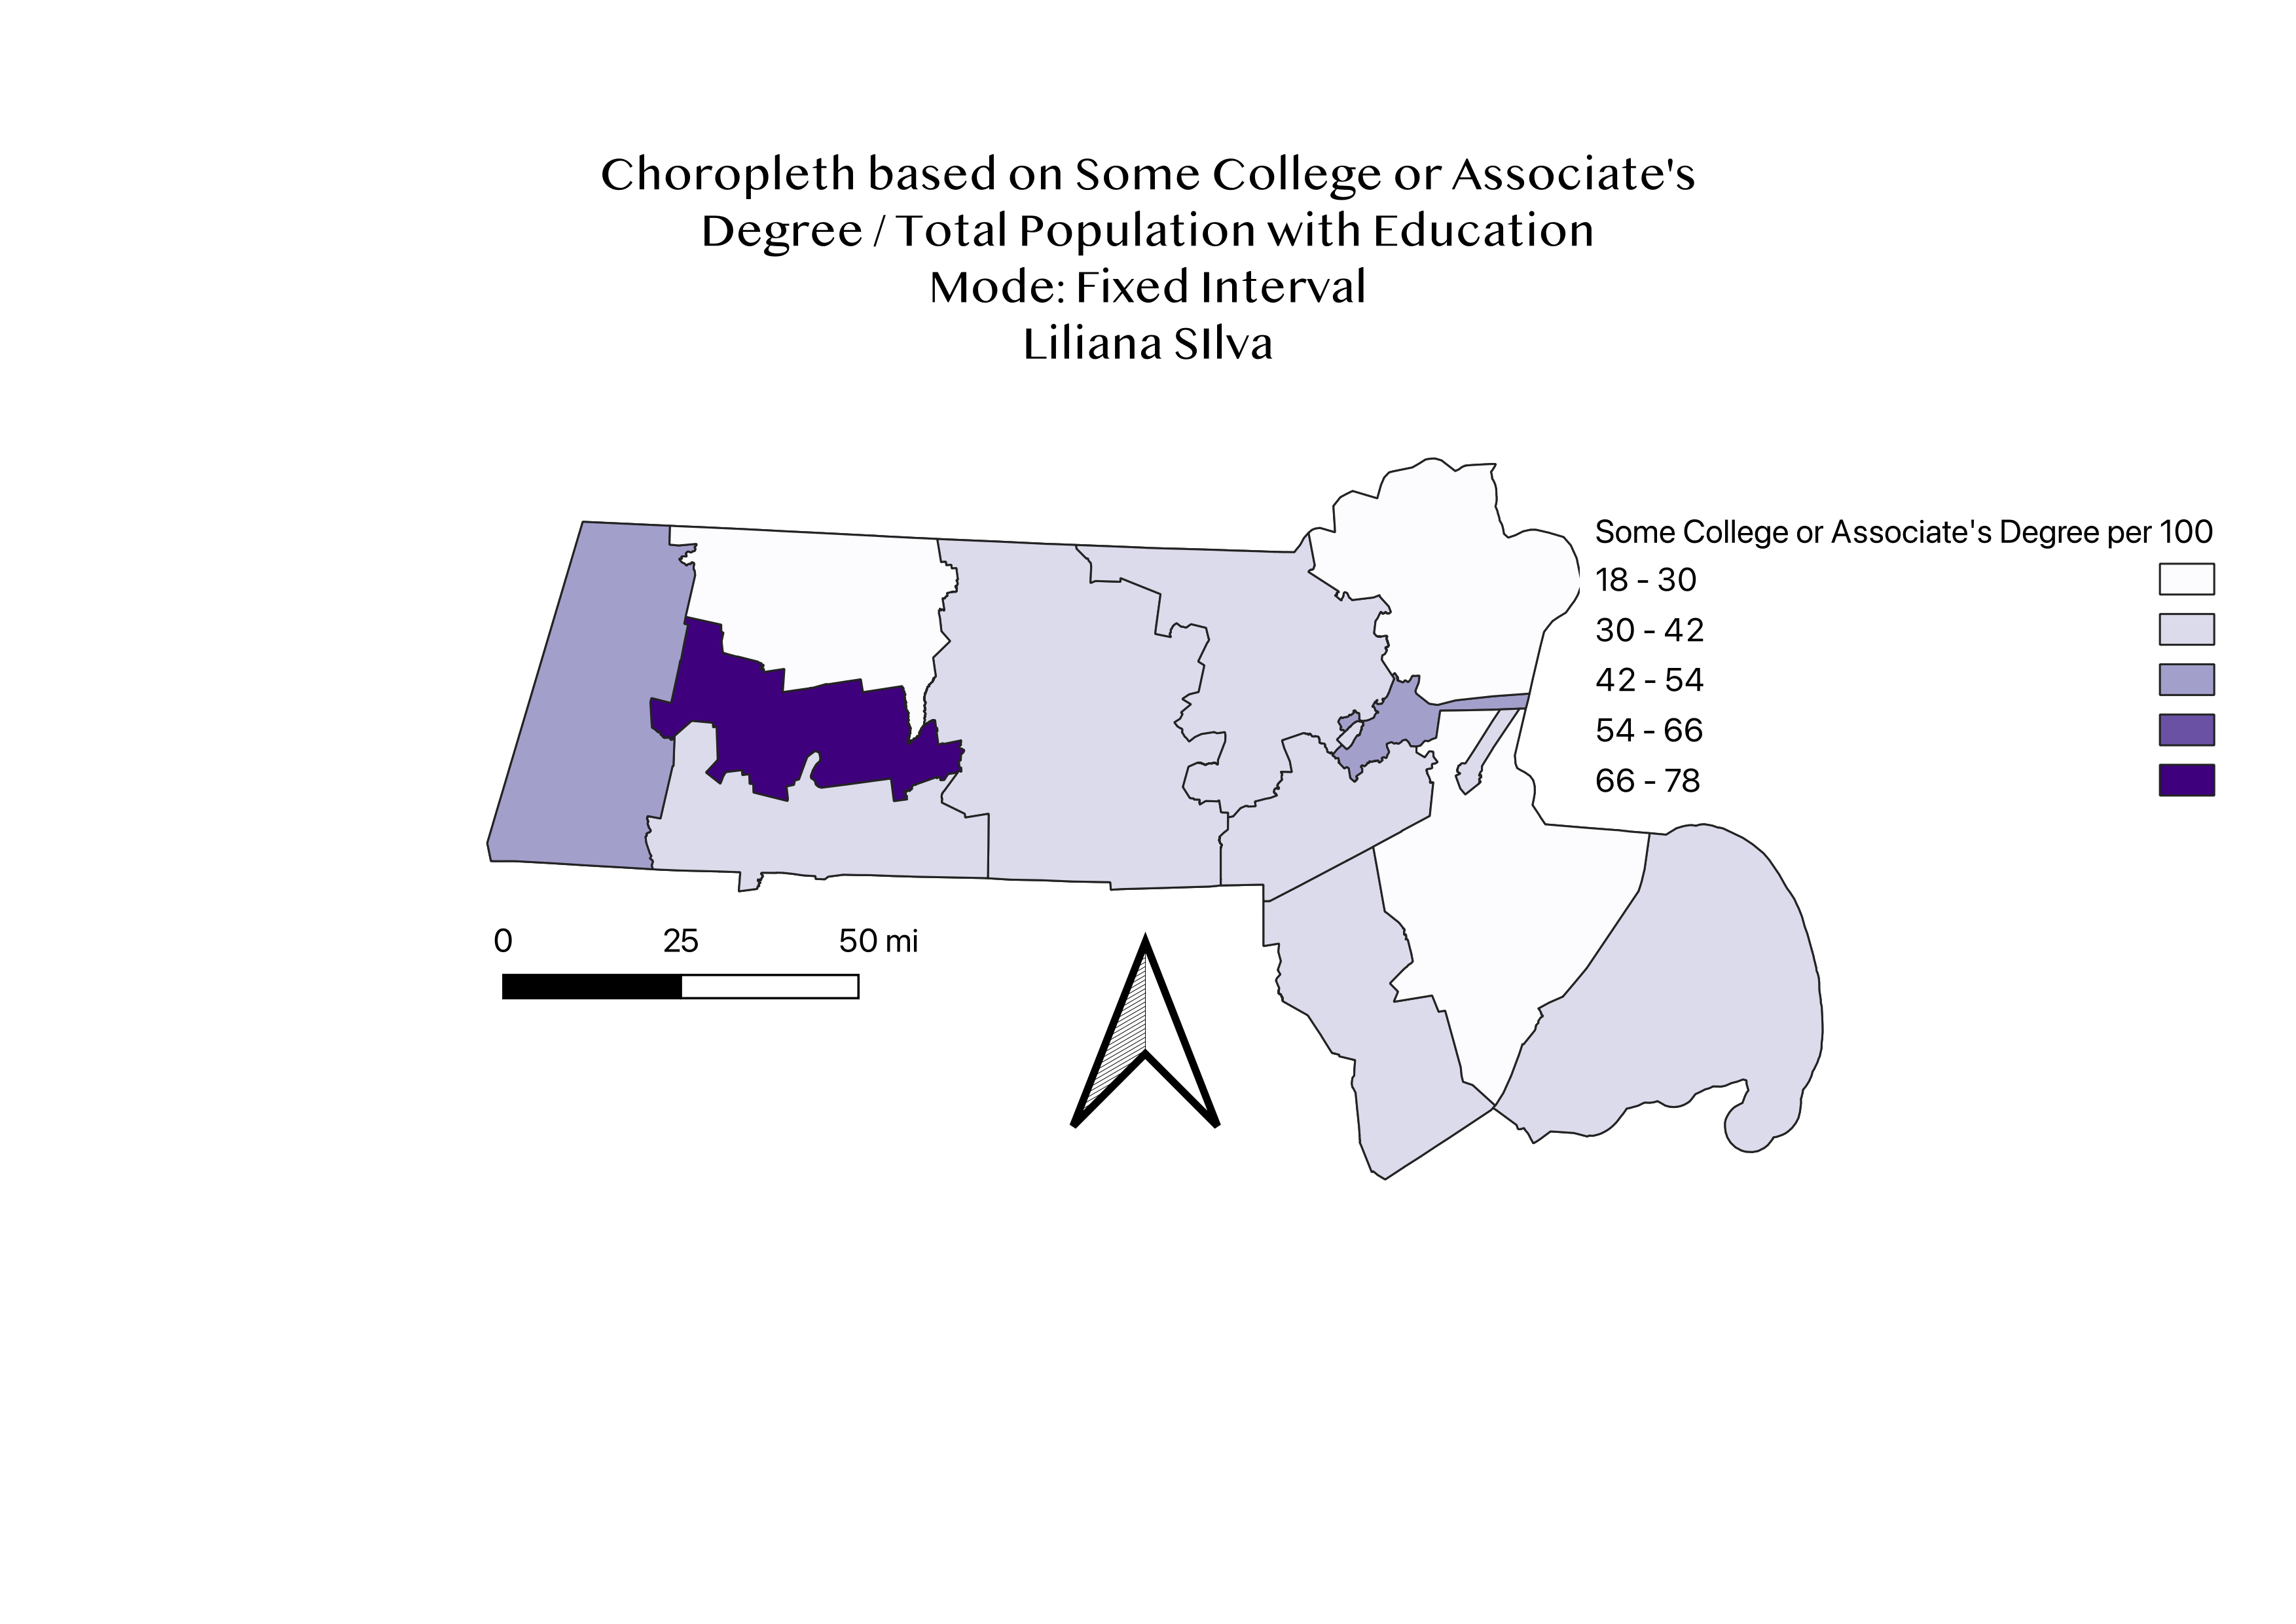 Choropleth based on Some College or Associate's
Degree / Total Population with Education
Mode: Fixed Interval
Liliana SIlva
Some College or Associate's Degree per 100
18 - 30
30 - 42
42 - 54
54 - 66
66 - 78
0 25 50 mi